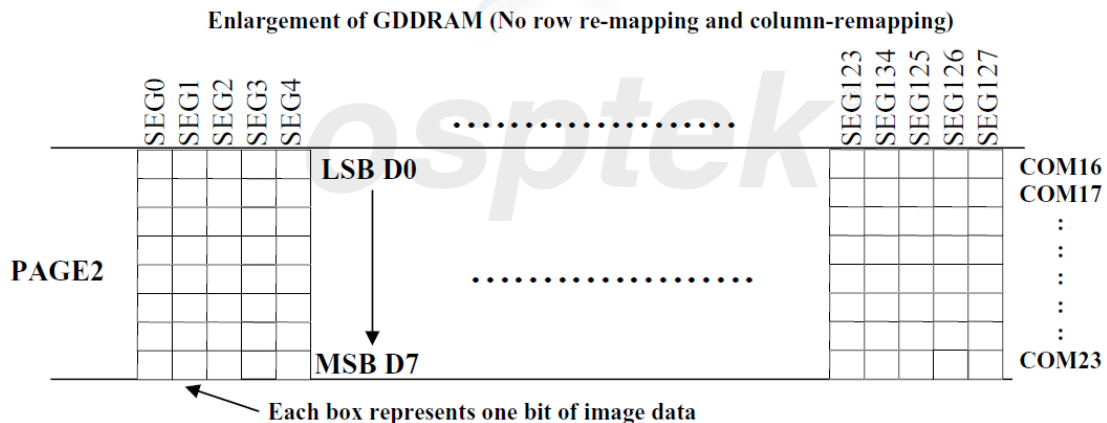 Enlargement of GDDRAM (No row re-mapping and column-remapping)
SEG0
SEG1
SEG2
SEG3
SEG4
SEG123
SEG134
SEG125
SEG126
SEG127
osptek
....................
LSB D0
COM16
COM17
:
:
:
:
:
PAGE2
....................
MSB D7
COM23
Each box represents one bit of image data